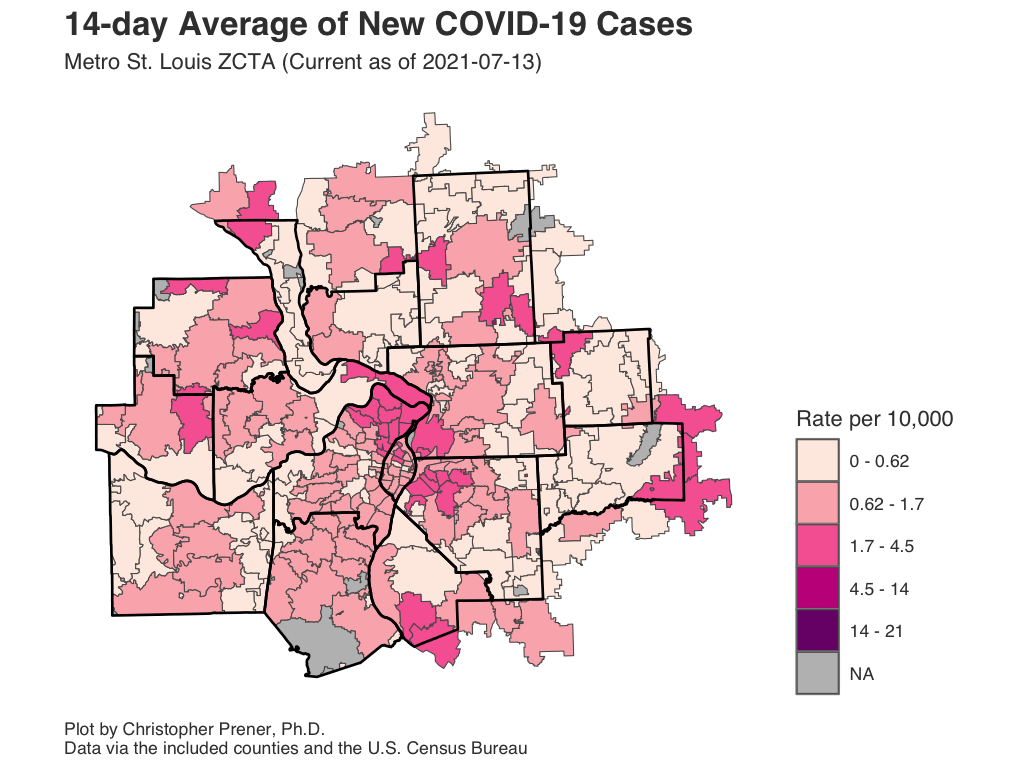 14-day Average of New COVID-19 Cases
Metro St. Louis ZCTA (Current as of 2021-07-13)
Rate per 10,000
0 - 0.62
0.62 - 1.7
1.7 - 4.5
4.5 - 14
14 - 21
NA
Plot by Christopher Prener, Ph.D.
Data via the included counties and the U.S. Census Bureau